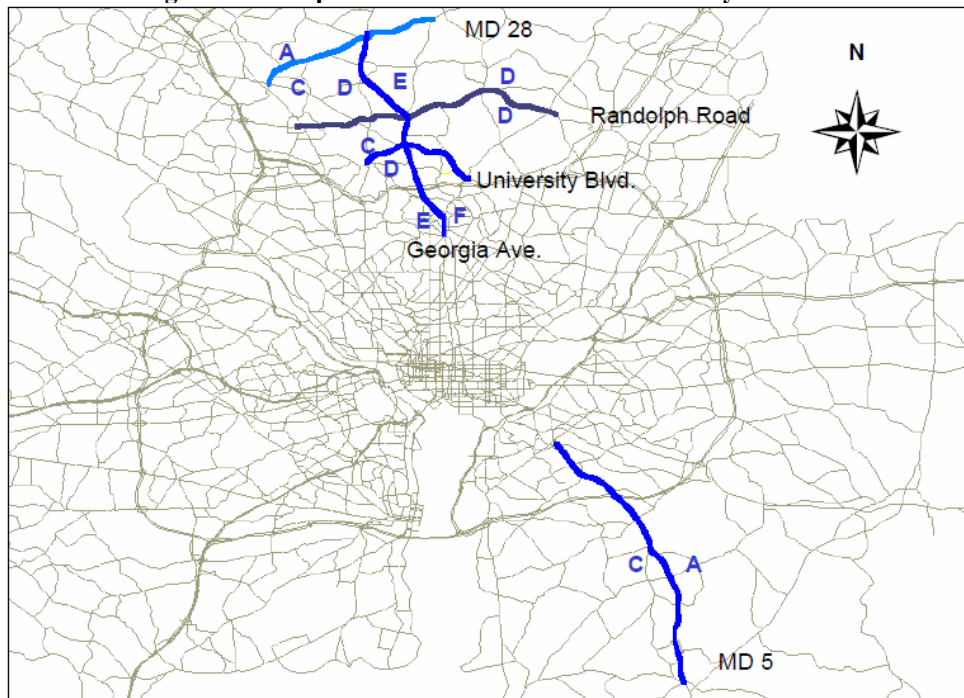 MD 28
A
N
C
D
E
D
D
Randolph Road
C
D
University Blvd.
E
F
Georgia Ave.
C
A
MD 5